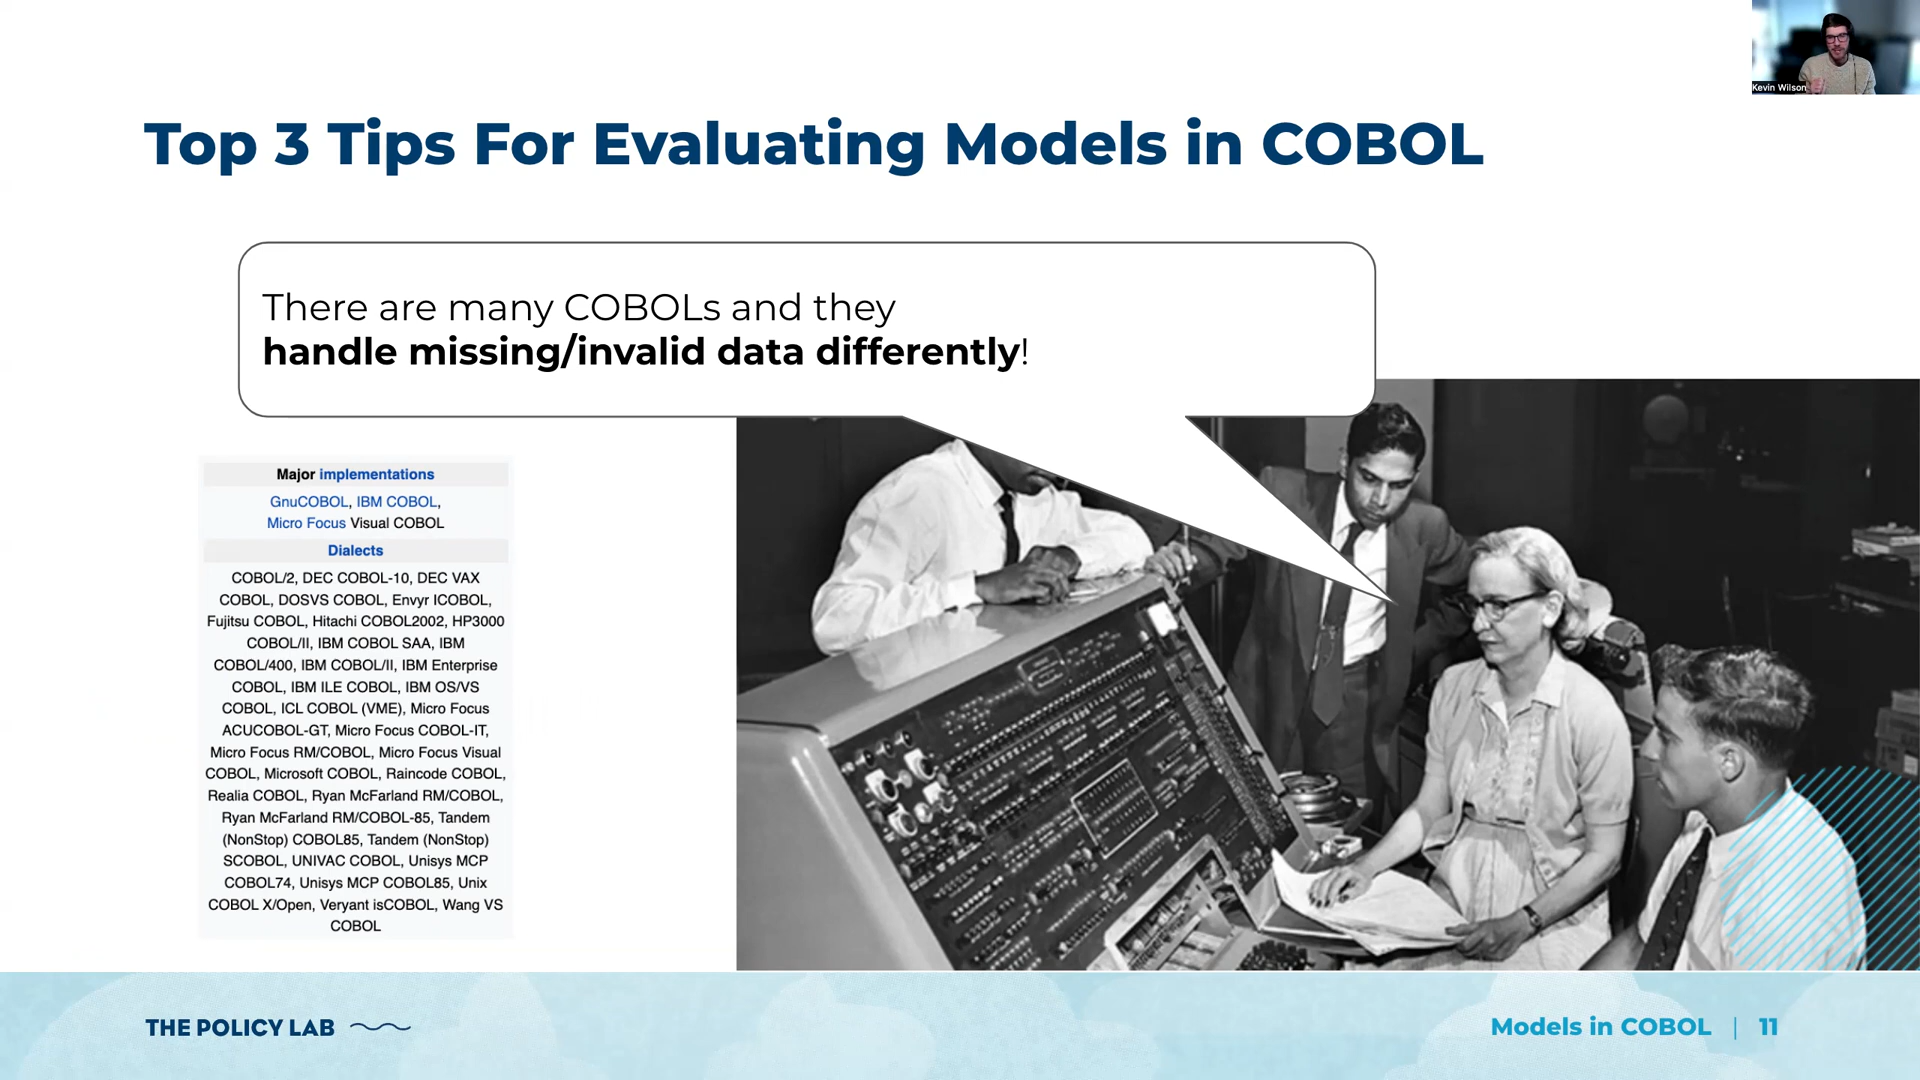 Kevin Wilson
Top 3 Tips For Evaluating Models in COBOL
There are many COBOLs and they
handle missing/invalid data differently!
Major implementations
GnuCOBOL, IBM COBOL,
Micro Focus Visual COBOL
Dialects
COBOL/2, DEC COBOL-10, DEC VAX
COBOL, DOSVS COBOL, Envyr ICOBOL,
Fujitsu COBOL, Hitachi COBOL2002, HP3000
COBOL/II, IBM COBOL SAA, IBM
COBOL/400, IBM COBOL/II, IBM Enterprise
COBOL, IBM ILE COBOL, IBM OS/VS
COBOL, ICL COBOL (VME), Micro Focus
ACUCOBOL-GT, Micro Focus COBOL-IT,
Micro Focus RM/COBOL, Micro Focus Visual
COBOL, Microsoft COBOL, Raincode COBOL,
Realia COBOL, Ryan McFarland RM/COBOL,
Ryan McFarland RM/COBOL-85, Tandem
(NonStop) COBOL85, Tandem (NonStop)
SCOBOL, UNIVAC COBOL, Unisys MCP
COBOL74, Unisys MCP COBOL85, Unix
COBOL X/Open, Veryant isCOBOL, Wang VS
COBOL
THE POLICY LAB
Models in COBOL | 11